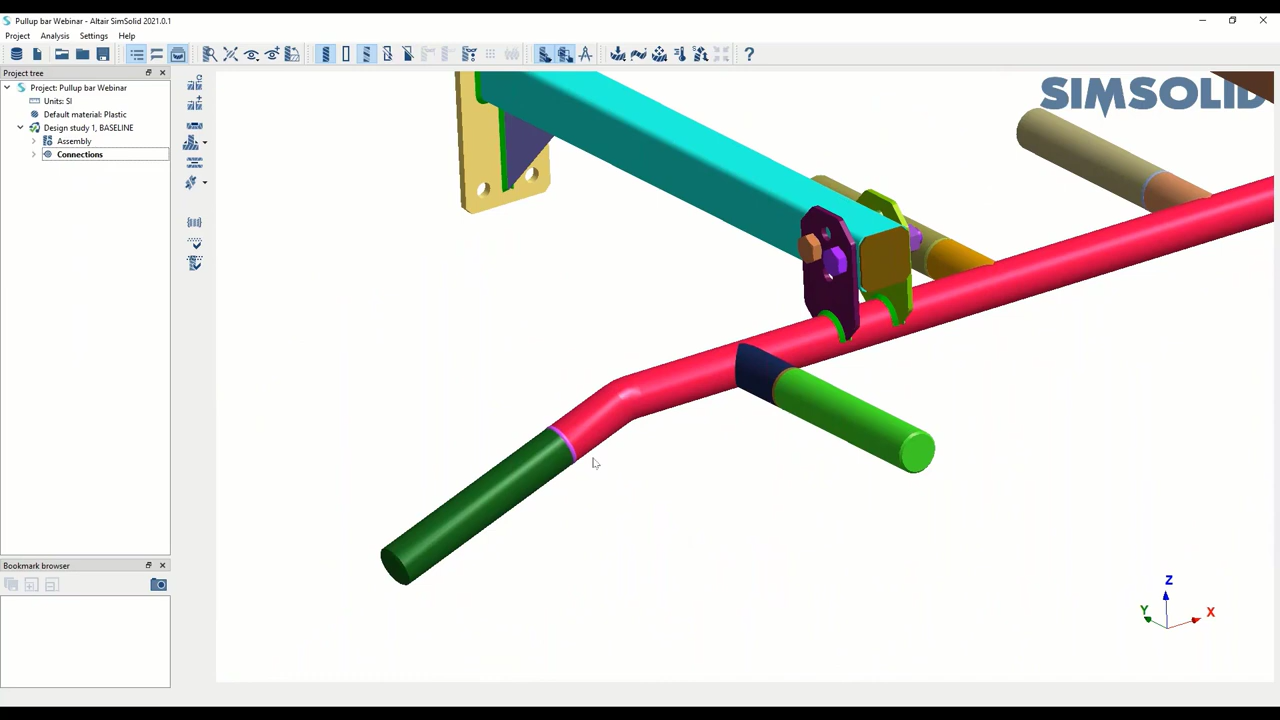 Pullup bar Webinar - Altair SimSolid 2021.0.1
Project Analysis Settings Help
Project tree
Project: Pullup bar Webinar
Units: SI
Default material: Plastic
Design study 1, BASELINE
Assembly
Connections
SIMSOLID
Bookmark browser
Z
Y
X